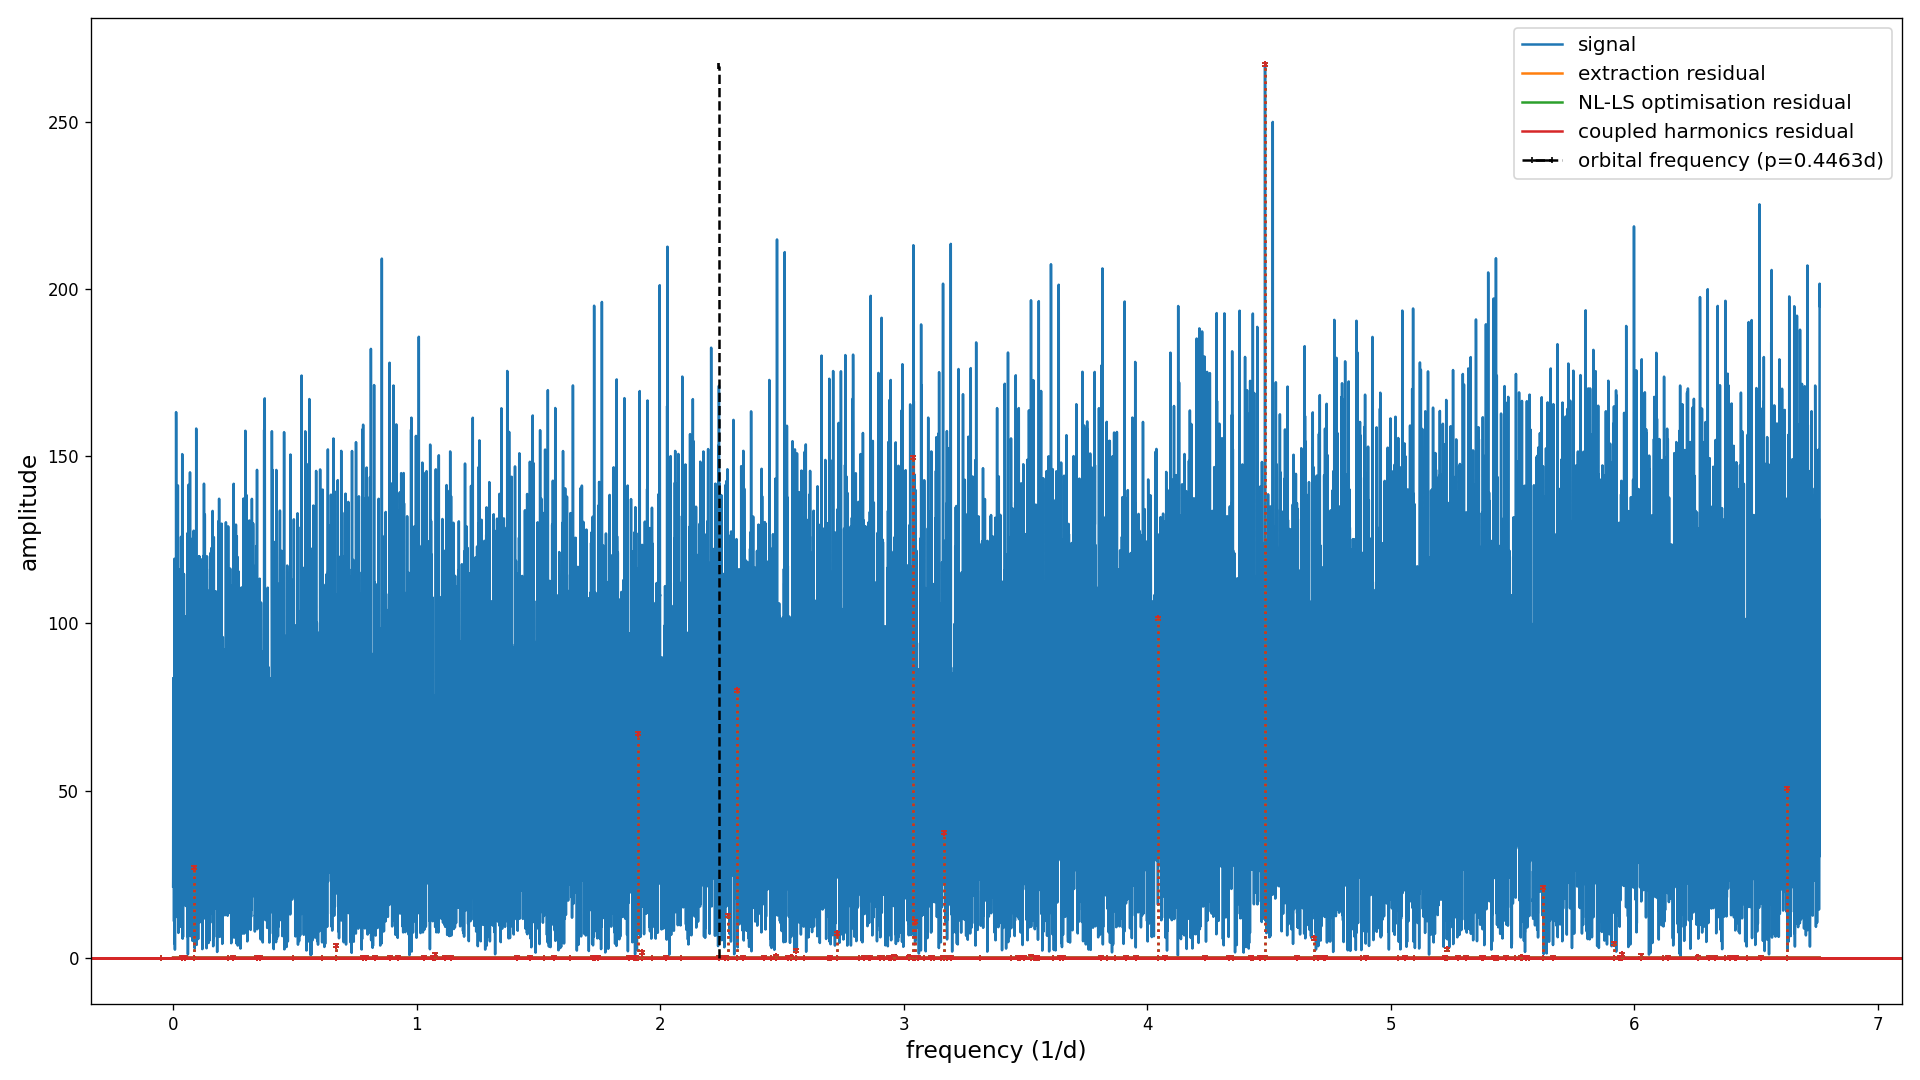 signal
extraction residual
NL-LS optimisation residual
coupled harmonics residual
orbital frequency (p=0.4463d)
amplitude
250
200
150
100
50
0
0 1 2 3 4 5 6 7
frequency (1/d)